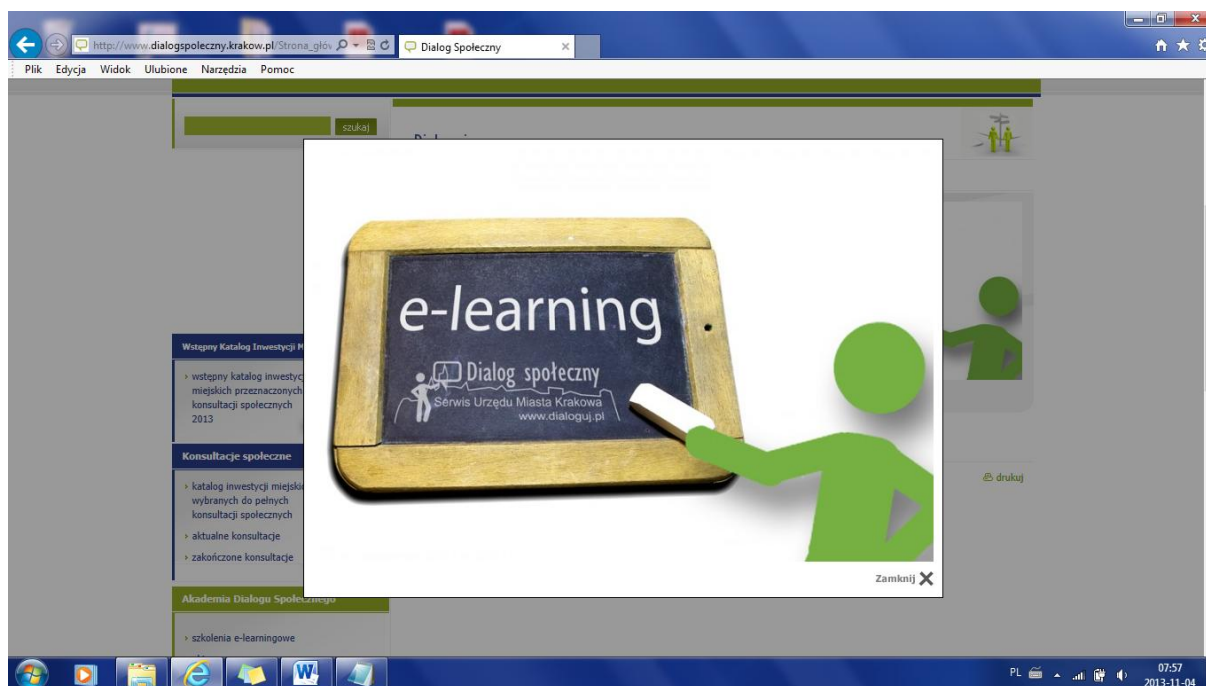 http://www.dialogspoleczny.krakow.pl/Strona_głów
Dialog Społeczny
Plik Edycja Widok Ulubione Narzędzia Pomoc
szukaj
Wstępny Katalog Inwestycji M
wstępny katalog inwestyc
miejskich przeznaczonych
konsultacji społecznych
2013
Konsultacje społeczne
katalog inwestycji miejski
wybranych do pełnych
konsultacji społecznych
aktualne konsultacje
zakończone konsultacje
Akademia Dialogu Społecznego
szkolenia e-learningowe
e-learning
Dialog społeczny
Serwis Urzędu Miasta Krakowa
www.dialoguj.pl
Zamknij
drukuj
PL
07:57
2013-11-04